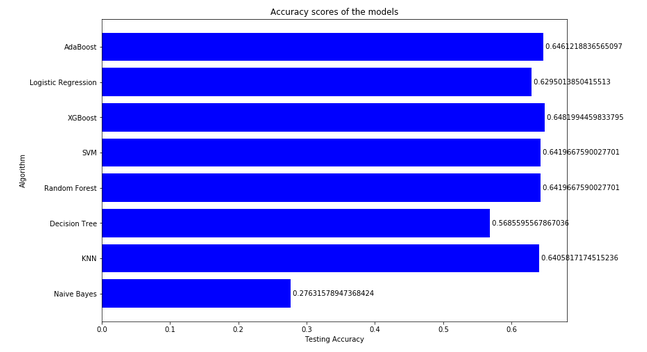 Accuracy scores of the models
AdaBoost 0.6461218836565097
Logistic Regression 0.6295013850415513
XGBoost 0.6481994459833795
SVM 0.6419667590027701
Random Forest 0.6419667590027701
Decision Tree 0.5685595567867036
KNN 0.6405817174515236
Naive Bayes 0.27631578947368424
Algorithm
0.0 0.1 0.2 0.3 0.4 0.5 0.6
Testing Accuracy